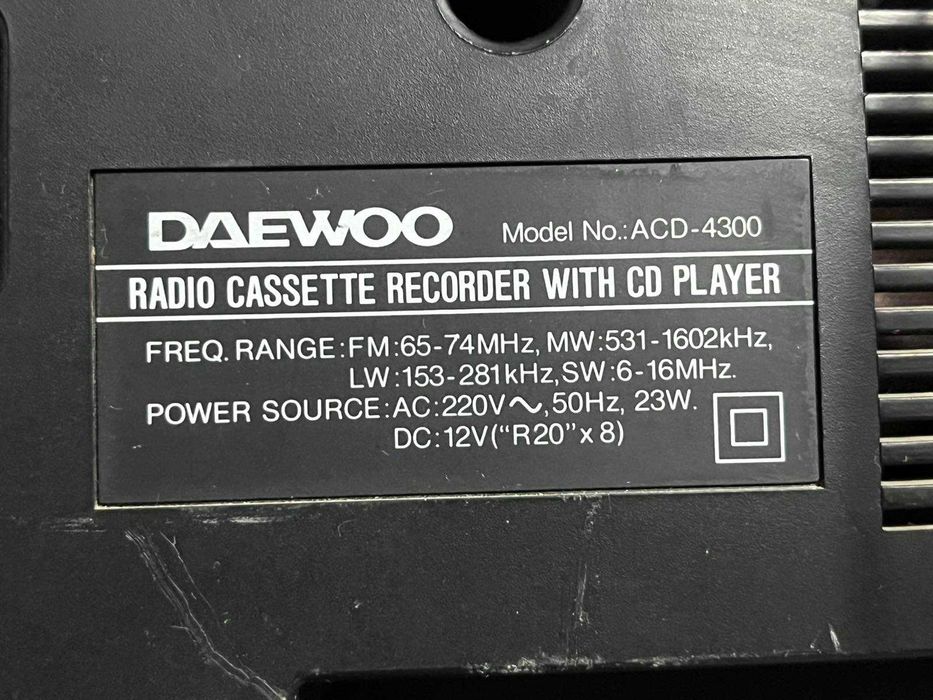 DAEWOO Model No.:ACD-4300
RADIO CASSETTE RECORDER WITH CD PLAYER
FREQ. RANGE:FM:65-74MHz, MW:531-1602kHz,
LW:153-281kHz,SW:6-16MHz.
POWER SOURCE:AC:220V～,50Hz, 23W.
DC:12V("R20"x8)